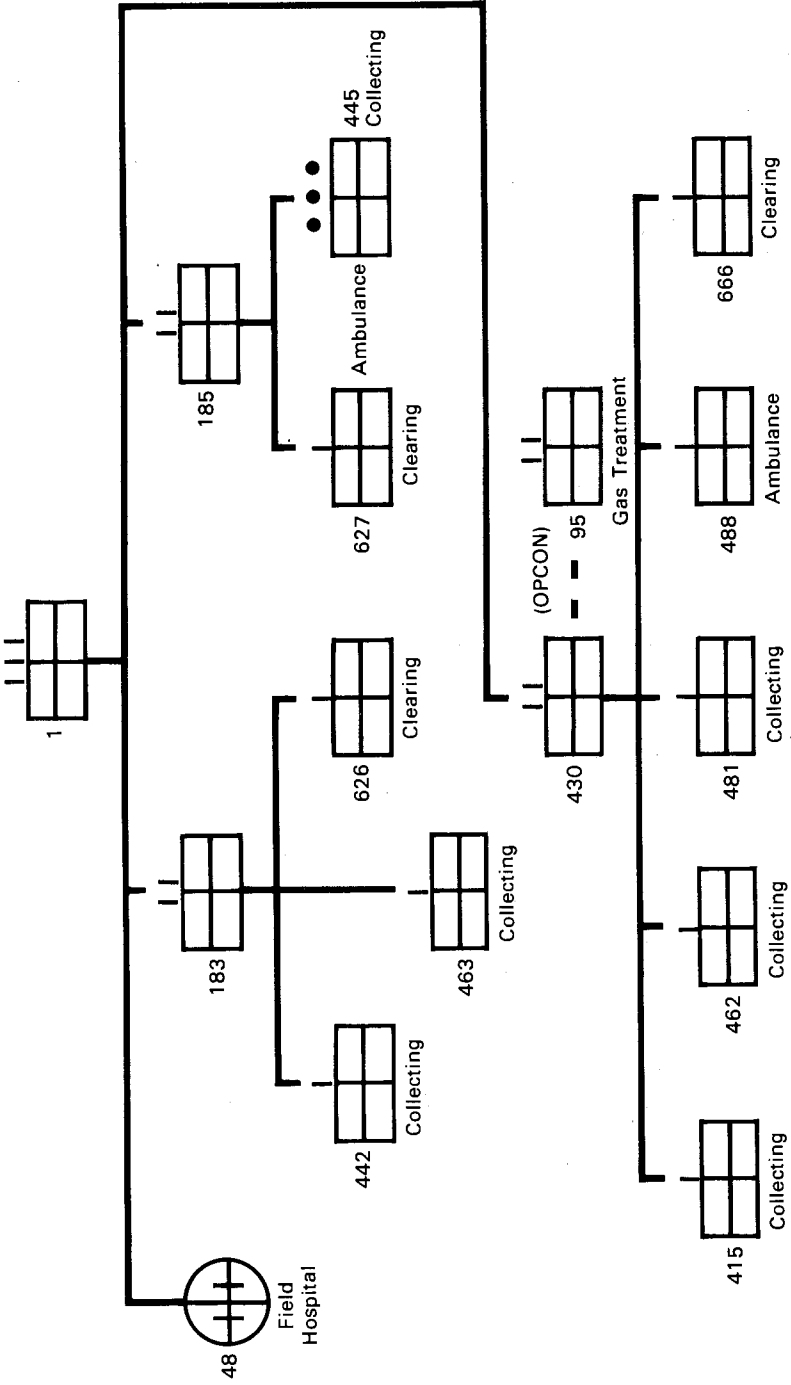 1
48
Field
Hospital
183
185
442
Collecting
463
Collecting
626
Clearing
627
Clearing
Ambulance
445
Collecting
430
(OPCON)
95
Gas Treatment
415
Collecting
462
Collecting
481
Collecting
488
Ambulance
666
Clearing